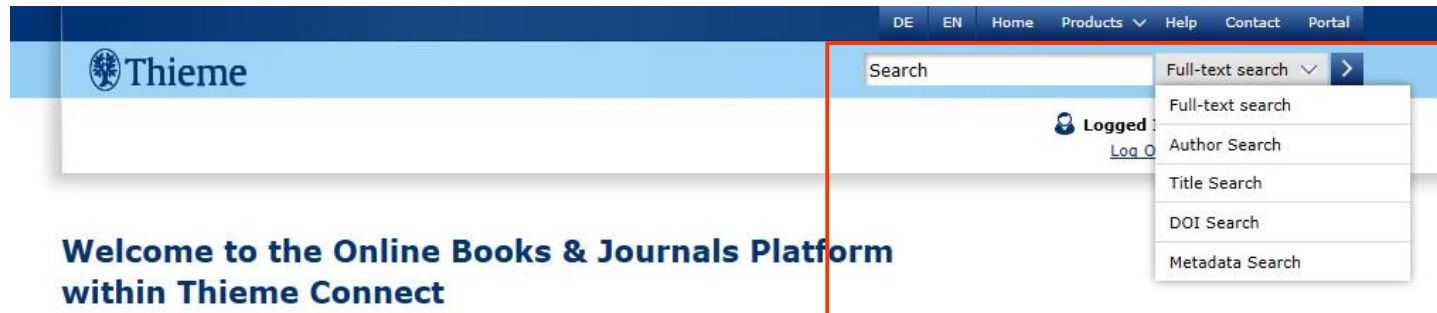 DE EN Home Products Help Contact Portal
Thieme
Search Full-text search
Full-text search
Logged
Log O
Author Search
Title Search
DOI Search
Metadata Search
Welcome to the Online Books & Journals Platform
within Thieme Connect